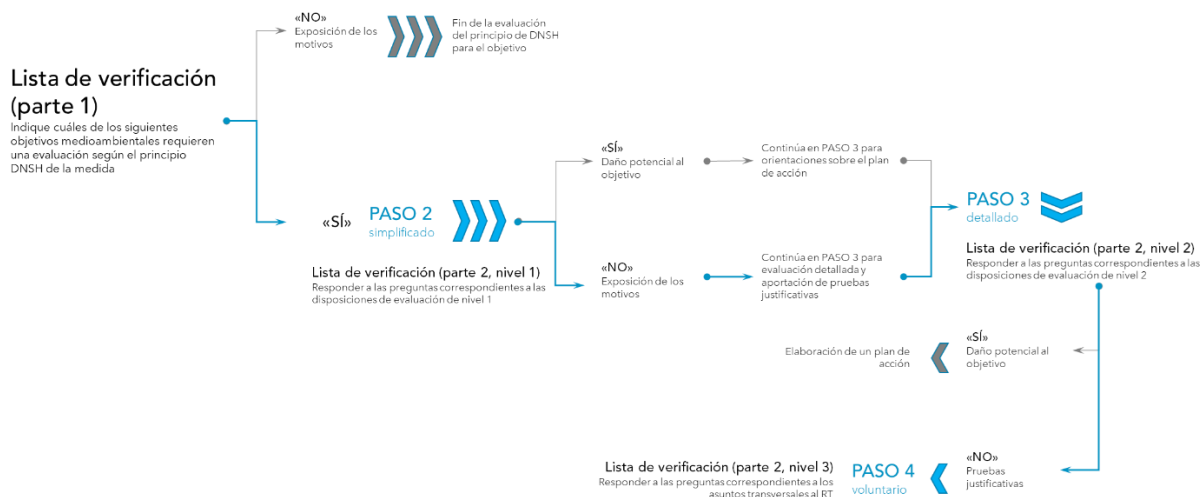 «NO»
Exposición de los
motivos
Fin de la evaluación
del principio de DNSH
para el objetivo
Lista de verificación
(parte 1)
Indique cuáles de los siguientes
objetivos medioambientales requieren
una evaluación según el principio
DNSH de la medida
«SÍ»
PASO 2
simplificado
Lista de verificación (parte 2, nivel 1)
Responder a las preguntas correspondientes a las
disposiciones de evaluación de nivel 1
«SÍ»
Daño potencial al
objetivo
Continúa en PASO 3 para
orientaciones sobre el plan
de acción
«NO»
Exposición de los
motivos
Continúa en PASO 3 para
evaluación detallada y
aportación de pruebas
justificativas
PASO 3
detallado
Lista de verificación (parte 2, nivel 2)
Responder a las preguntas correspondientes a las
disposiciones de evaluación de nivel 2
«SÍ»
Daño potencial al
objetivo
Elaboración de un plan de
acción
«NO»
Pruebas
justificativas
PASO 4
voluntario
Lista de verificación (parte 2, nivel 3)
Responder a las preguntas correspondientes a los
asuntos transversales al RT